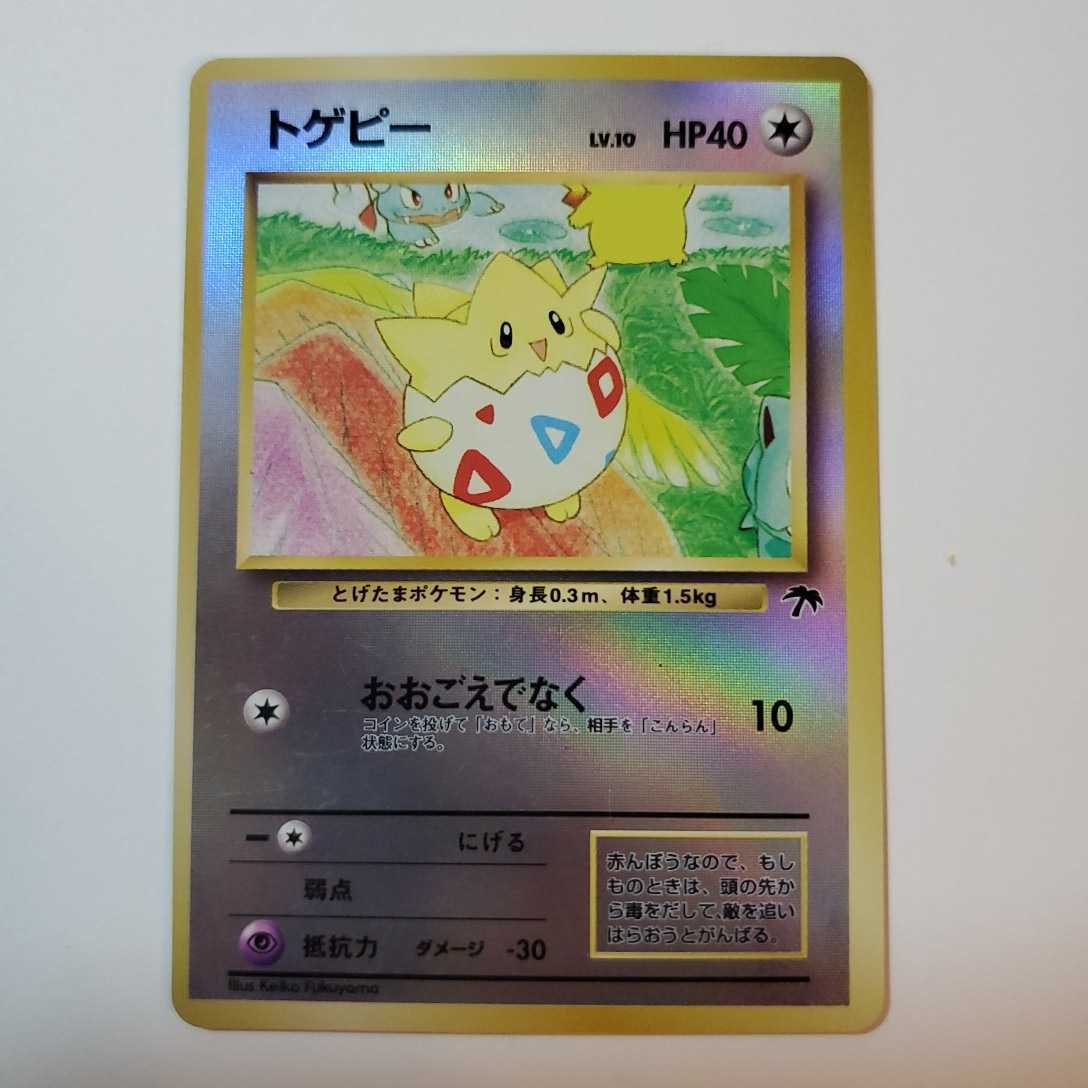 トゲピー
LV.10 HP40
とげたまポケモン：身長0.3m、体重1.5kg
おおごえでなく 10
コインを投げて「おもて」なら、相手を「こんらん」
状態にする。
にげる
弱点
抵抗力 ダメージ -30
赤んぼうなので、もし
ものときは、頭の先か
ら毒をだして、敵を追い
はらおうとがんばる。
Illus Keiko Fukuyama